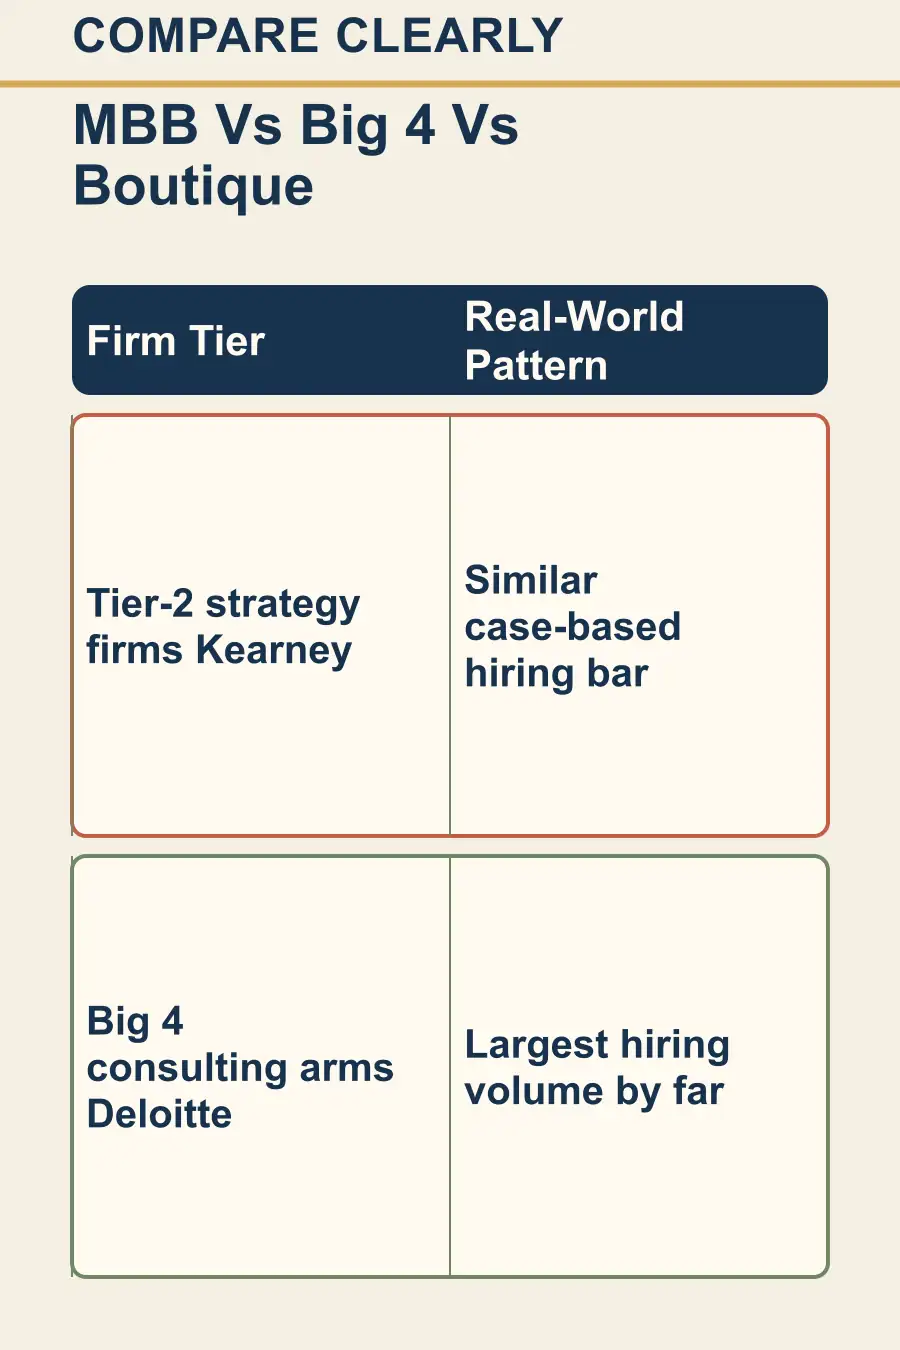 COMPARE CLEARLY
MBB Vs Big 4 Vs
Boutique
Firm Tier
Real-World
Pattern
Tier-2 strategy
firms Kearney
Similar
case-based
hiring bar
Big 4
consulting arms
Deloitte
Largest hiring
volume by far